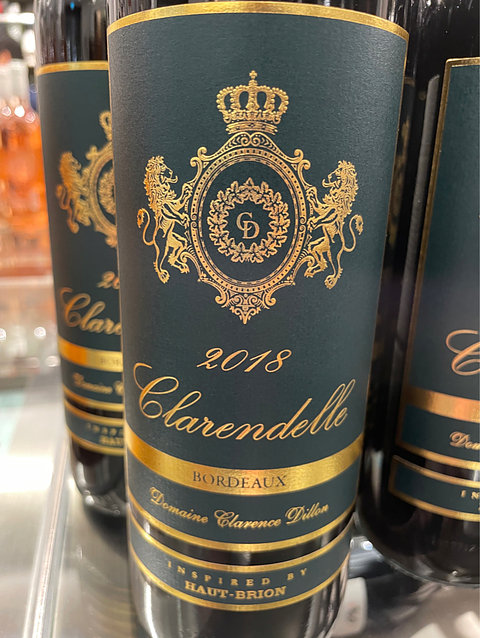 CD
2018
Clarendelle
BORDEAUX
Domaine Clarence Dillon
INSPIRED BY
HAUT-BRION